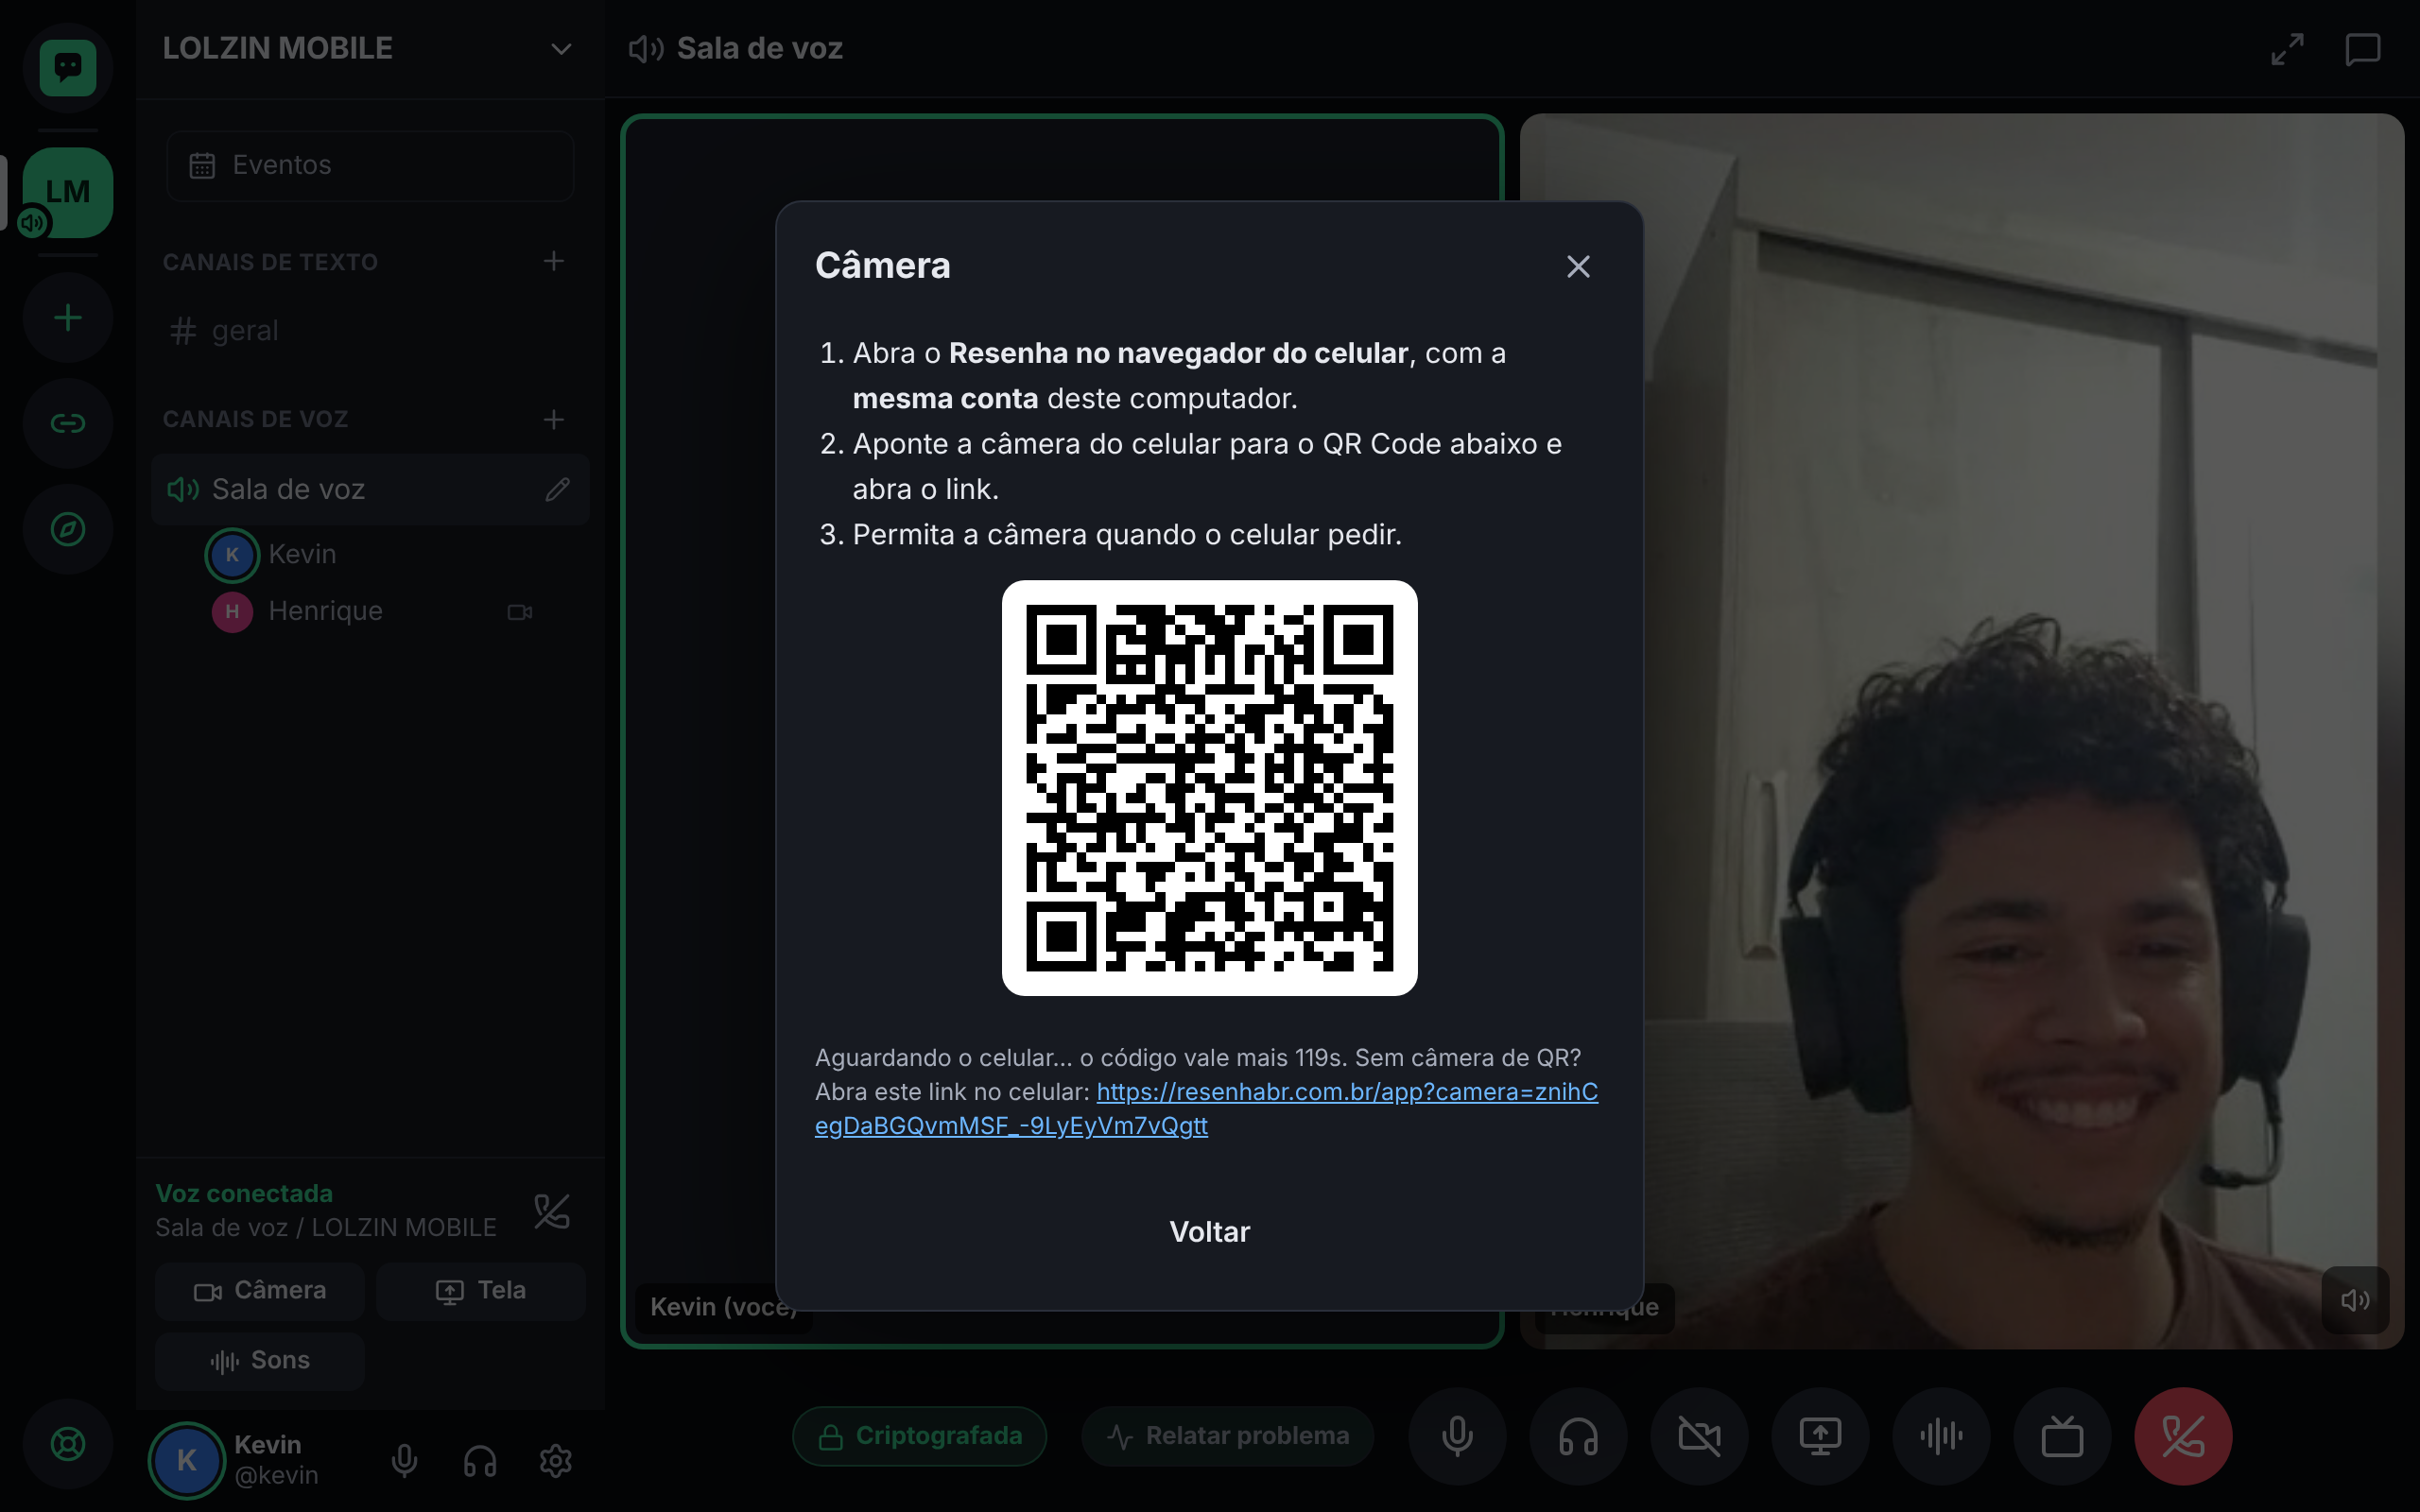 LOLZIN MOBILE
Sala de voz
LM
Eventos
CANAIS DE TEXTO
geral
CANAIS DE VOZ
Sala de voz
K Kevin
H Henrique
Câmera
1. Abra o Resenha no navegador do celular, com a
mesma conta deste computador.
2. Aponte a câmera do celular para o QR Code abaixo e
abra o link.
3. Permita a câmera quando o celular pedir.
Aguardando o celular... o código vale mais 119s. Sem câmera de QR?
Abra este link no celular: https://resenhabr.com.br/app?camera=znihC
egDaBGQvmMSF_-9LyEyVm7vQgtt
Voltar
Kevin (você)
Henrique
Voz conectada
Sala de voz / LOLZIN MOBILE
Câmera
Tela
Sons
K Kevin
@kevin
Criptografada
Relatar problema